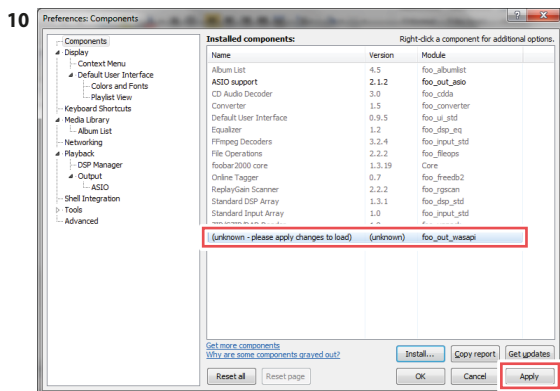 10
Preferences: Components
Components
Display
Context Menu
Default User Interface
Colors and Fonts
Playlist View
Keyboard Shortcuts
Media Library
Album List
Networking
Playback
DSP Manager
Output
ASIO
Shell Integration
Tools
Advanced
Installed components: Right-click a component for additional options.
Name Version Module
Album List 4.5 foo_albumlist
ASIO support 2.1.2 foo_out_asio
CD Audio Decoder 3.0 foo_cdda
Converter 1.5 foo_converter
Default User Interface 0.9.5 foo_ui_std
Equalizer 1.2 foo_dsp_eq
FFmpeg Decoders 3.2.4 foo_input_std
File Operations 2.2.2 foo_fileops
foobar2000 core 1.3.19 Core
Online Tagger 0.7 foo_freedb2
ReplayGain Scanner 2.2.2 foo_rgscan
Standard DSP Array 1.3.1 foo_dsp_std
Standard Input Array 1.0 foo_input_std
(unknown - please apply changes to load) (unknown) foo_out_wasapi
Get more components
Why are some components grayed out?
Install... Copy report Get updates
Reset all Reset page OK Cancel Apply